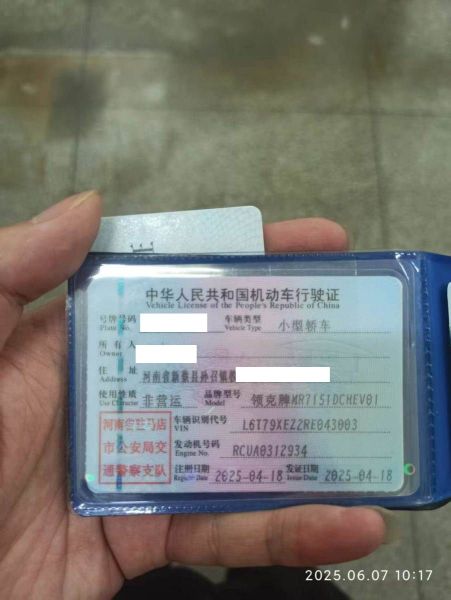 中华人民共和国机动车行驶证
Vehicle License of the People's Republic of China
号牌号码
Plate No.
车辆类型 小型轿车
Vehicle Type
所有人
Owner
住址 河南省新蔡县孙召镇
Address
使用性质 非营运
Use Character
品牌型号 领克牌MR7151DCHEV01
Model
河南省驻马店
市公安局交
通警察支队
车辆识别代号 L6T79XEZZRE043003
VIN
发动机号码 RCUA0312934
Engine No.
注册日期 2025-04-18
Register Date
发证日期 2025-04-18
Issue Date
2025.06.07 10:17